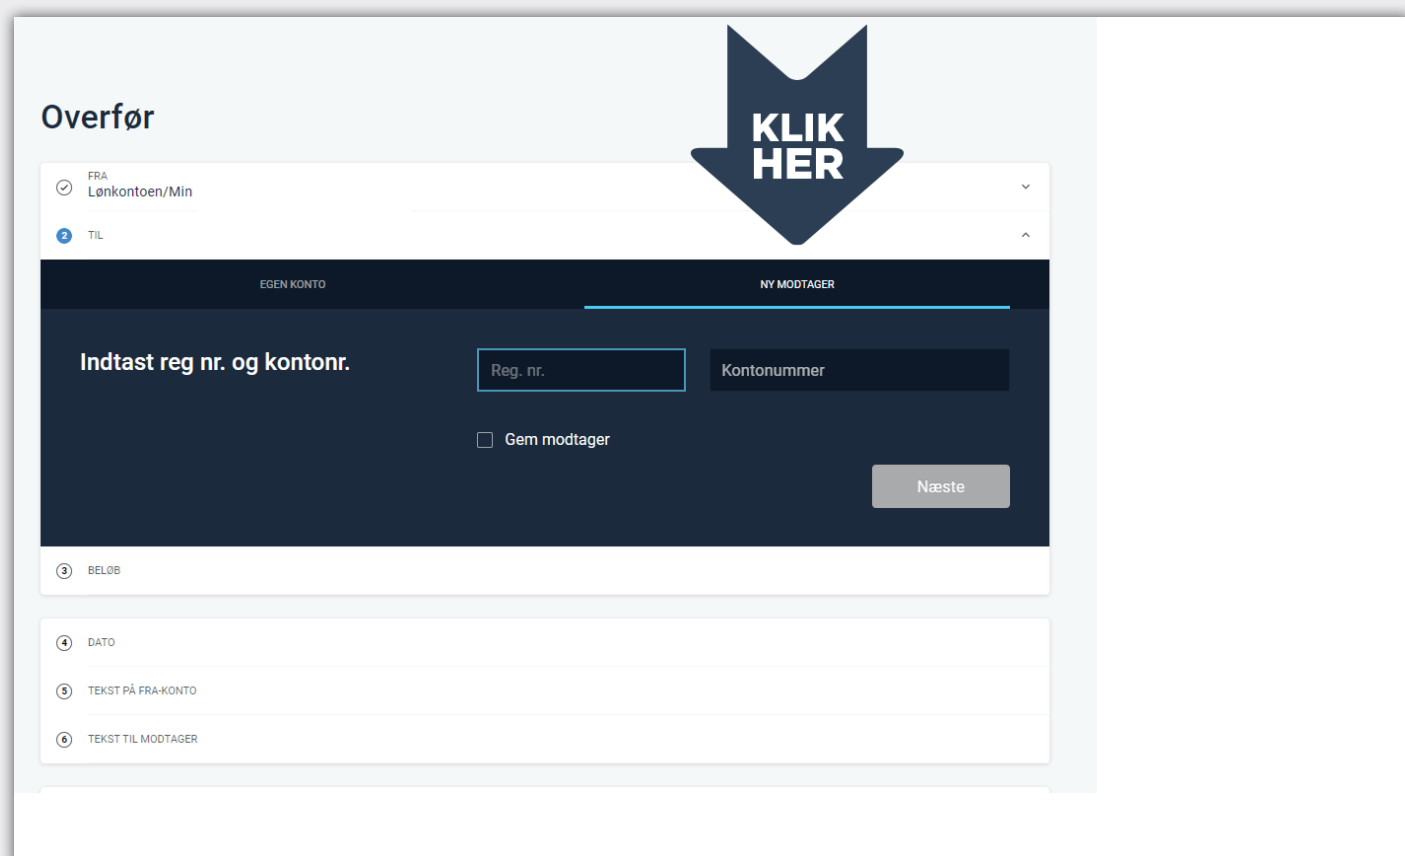 Overfør
KLIK
HER
FRA
Lønkontoen/Min
2 TIL
EGEN KONTO
NY MODTAGER
Indtast reg nr. og kontonr.
Reg. nr.
Kontonummer
Gem modtager
Næste
3 BELØB
4 DATO
5 TEKST PÅ FRA-KONTO
6 TEKST TIL MODTAGER